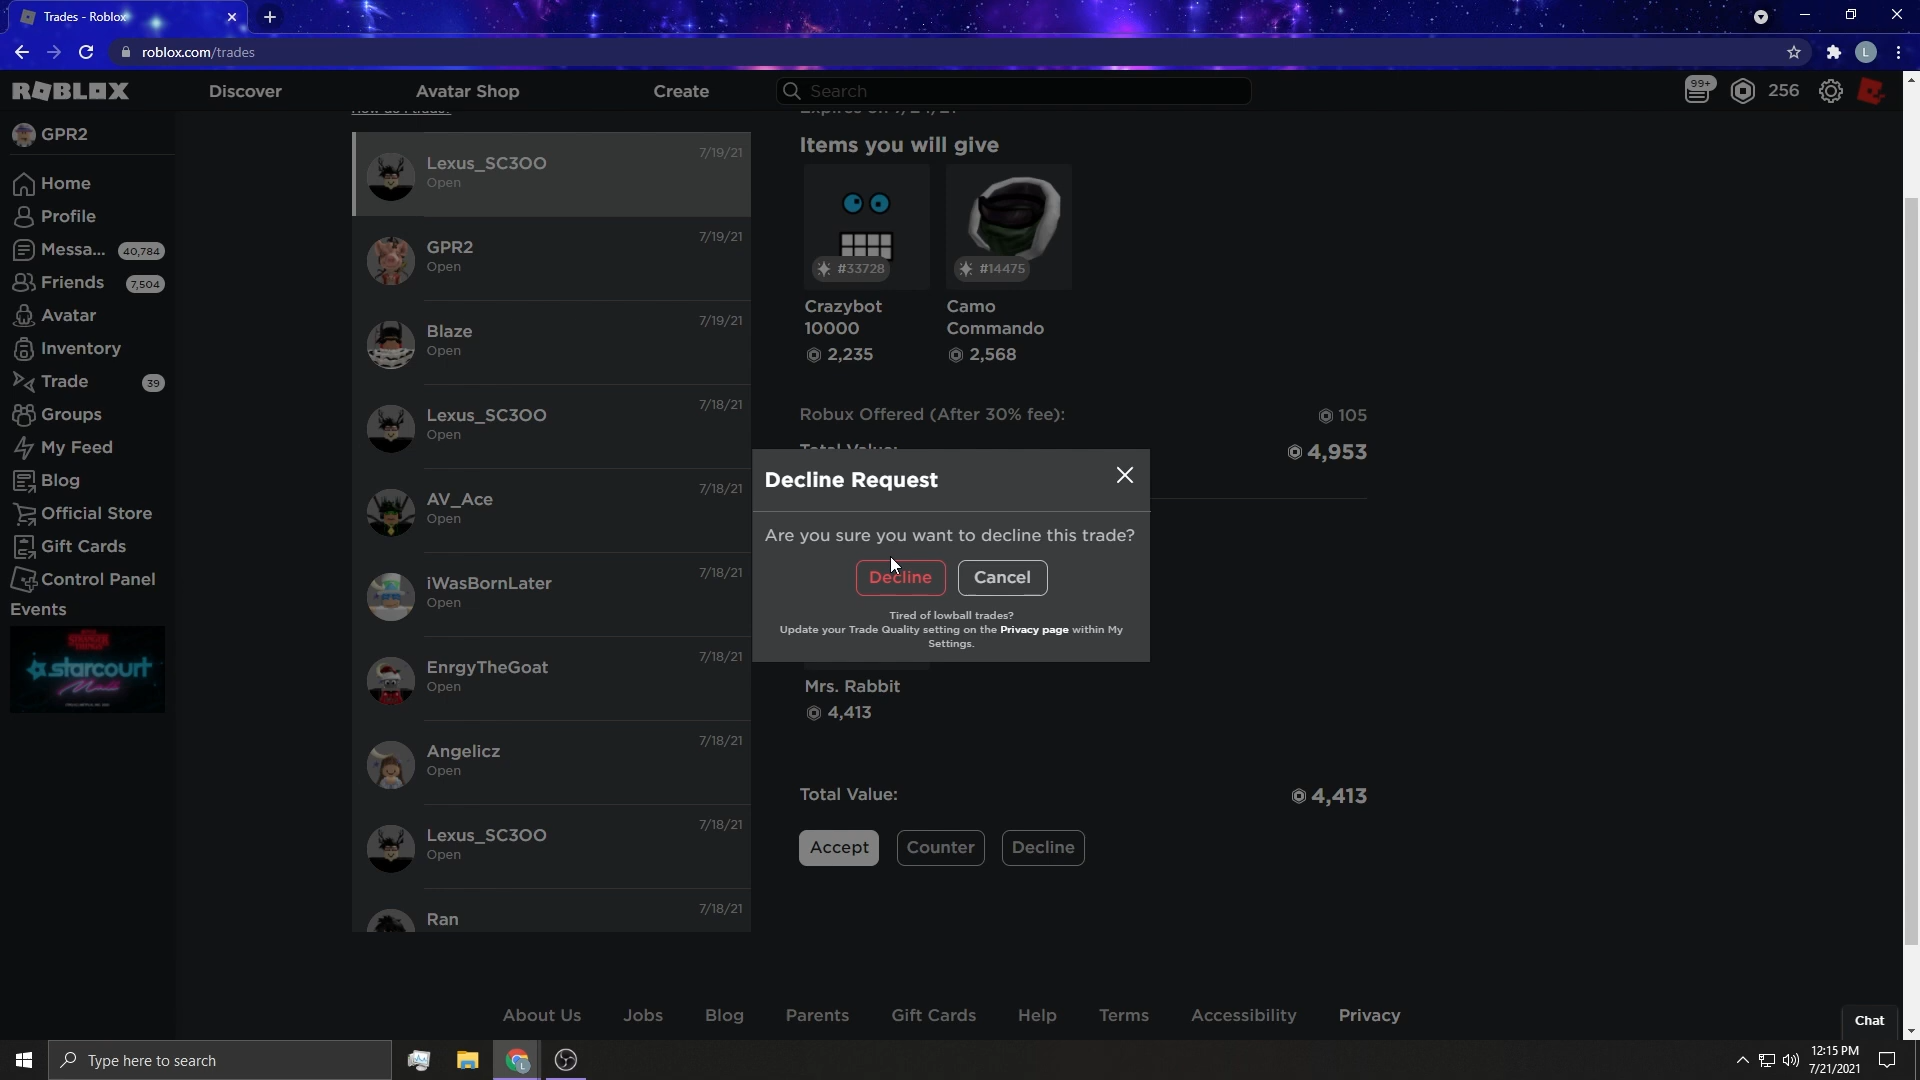 Trades - Roblox
roblox.com/trades
ROBLOX
Discover
Avatar Shop
Create
Search
99+
256
GPR2
Home
Profile
Messa... 40,784
Friends 7,504
Avatar
Inventory
Trade 39
Groups
My Feed
Blog
Official Store
Gift Cards
Control Panel
Events
STRANGER THINGS
starcourt
Mall
Lexus_SC3OO 7/19/21
Open
GPR2 7/19/21
Open
Blaze 7/19/21
Open
Lexus_SC3OO 7/18/21
Open
AV_Ace 7/18/21
Open
iWasBornLater 7/18/21
Open
EnrgyTheGoat 7/18/21
Open
Angelicz 7/18/21
Open
Lexus_SC3OO 7/18/21
Open
Ran 7/18/21
Items you will give
#33728 #14475
Crazybot 10000
2,235
Camo Commando
2,568
Robux Offered (After 30% fee): 105
Total Value: 4,953
Decline Request
Are you sure you want to decline this trade?
Decline Cancel
Tired of lowball trades?
Update your Trade Quality setting on the Privacy page within My
Settings.
Mrs. Rabbit
4,413
Total Value: 4,413
Accept Counter Decline
About Us Jobs Blog Parents Gift Cards Help Terms Accessibility Privacy
Chat
Type here to search
12:15 PM
7/21/2021